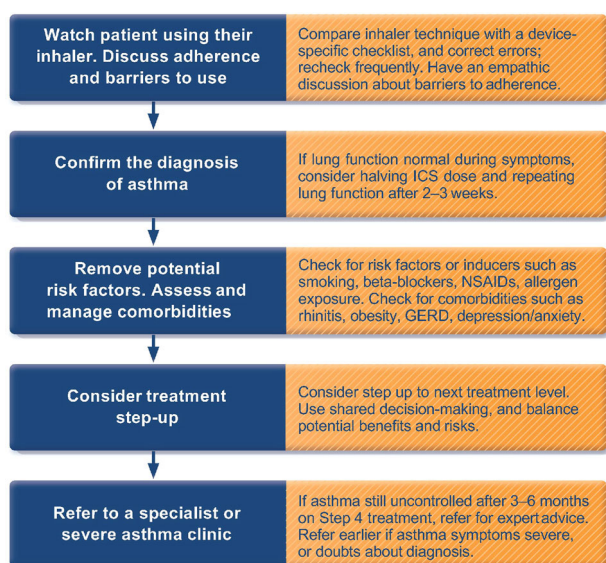 Watch patient using their
inhaler. Discuss adherence
and barriers to use
Compare inhaler technique with a device-
specific checklist, and correct errors;
recheck frequently. Have an empathic
discussion about barriers to adherence.
Confirm the diagnosis
of asthma
If lung function normal during symptoms,
consider halving ICS dose and repeating
lung function after 2–3 weeks.
Remove potential
risk factors. Assess and
manage comorbidities
Check for risk factors or inducers such as
smoking, beta-blockers, NSAIDs, allergen
exposure. Check for comorbidities such as
rhinitis, obesity, GERD, depression/anxiety.
Consider treatment
step-up
Consider step up to next treatment level.
Use shared decision-making, and balance
potential benefits and risks.
Refer to a specialist or
severe asthma clinic
If asthma still uncontrolled after 3–6 months
on Step 4 treatment, refer for expert advice.
Refer earlier if asthma symptoms severe,
or doubts about diagnosis.